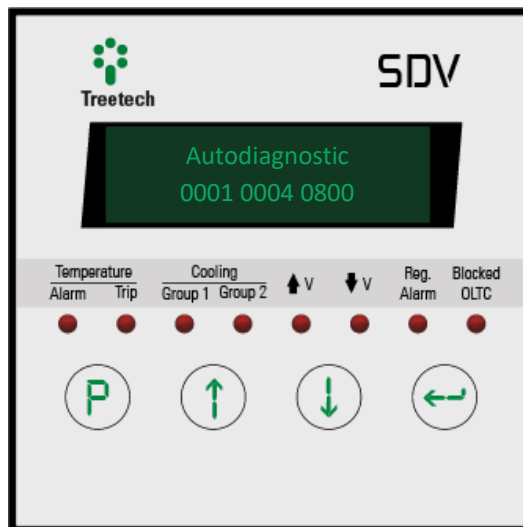 Treetech
SDV
Autodiagnostic
0001 0004 0800
Temperature
Alarm Trip
Cooling
Group 1 Group 2
V
V
Reg.
Alarm
Blocked
OLTC
P